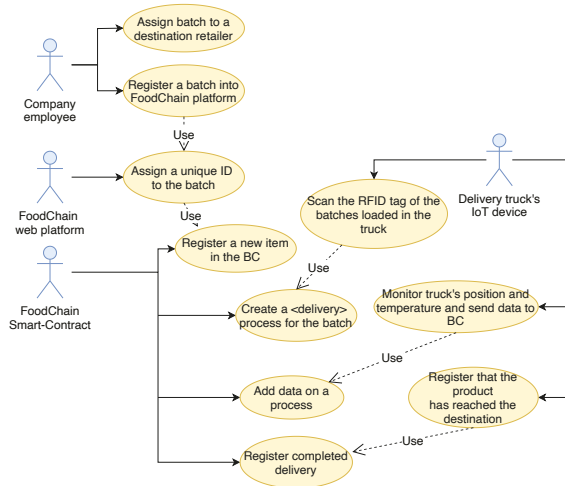 Assign batch to a
destination retailer
Register a batch into
FoodChain platform
Company
employee
Use
Assign a unique ID
to the batch
FoodChain
web platform
Use
Scan the RFID tag of the
batches loaded in the
truck
Delivery truck's
IoT device
Register a new item
in the BC
Use
FoodChain
Smart-Contract
Create a <delivery>
process for the batch
Monitor truck's position and
temperature and send data to
BC
Use
Add data on a
process
Register that the
product
has reached the
destination
Use
Register completed
delivery